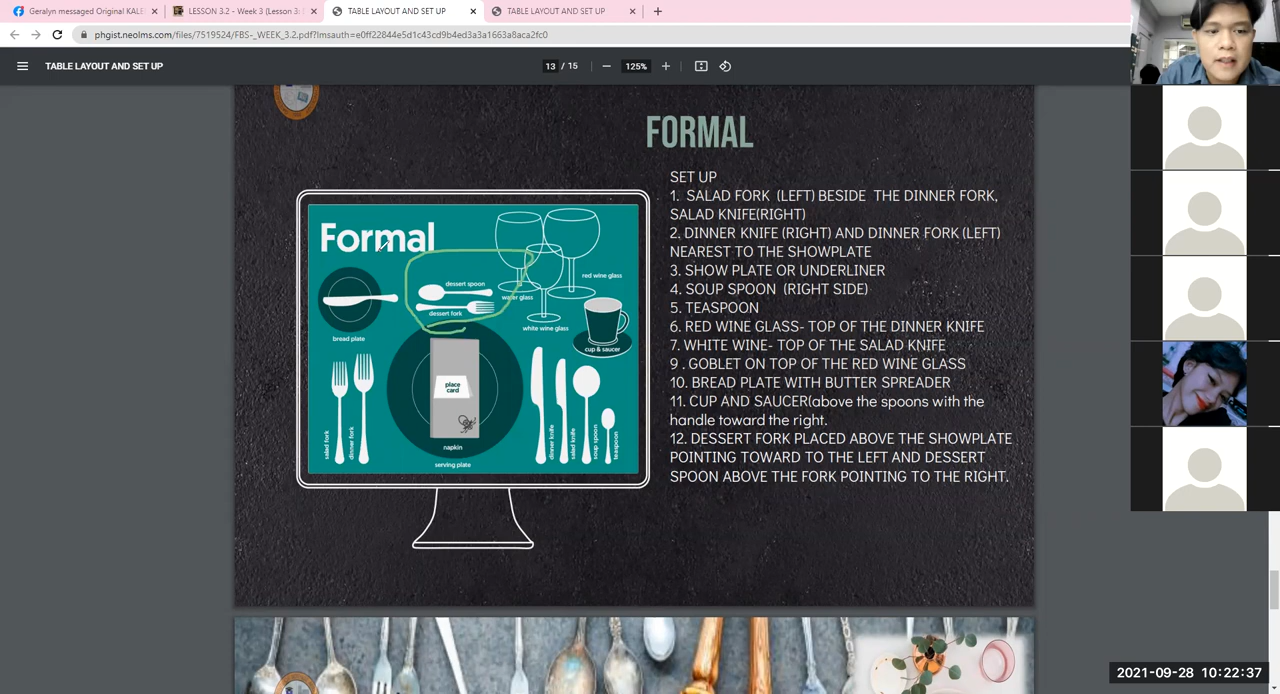 Geralyn messaged Original KALE
LESSON 3.2 - Week 3 (Lesson 3:
TABLE LAYOUT AND SET UP
TABLE LAYOUT AND SET UP
phgist.neolms.com/files/7519524/FBS-_WEEK_3.2.pdf?lmsauth=e0ff22844e5d1c43cd9b4ed3a3a1663a8aca2fc0
TABLE LAYOUT AND SET UP
13 / 15
125%
FORMAL
SET UP
1. SALAD FORK (LEFT) BESIDE THE DINNER FORK,
SALAD KNIFE(RIGHT)
2. DINNER KNIFE (RIGHT) AND DINNER FORK (LEFT)
NEAREST TO THE SHOWPLATE
3. SHOW PLATE OR UNDERLINER
4. SOUP SPOON (RIGHT SIDE)
5. TEASPOON
6. RED WINE GLASS- TOP OF THE DINNER KNIFE
7. WHITE WINE- TOP OF THE SALAD KNIFE
9 . GOBLET ON TOP OF THE RED WINE GLASS
10. BREAD PLATE WITH BUTTER SPREADER
11. CUP AND SAUCER(above the spoons with the
handle toward the right.
12. DESSERT FORK PLACED ABOVE THE SHOWPLATE
POINTING TOWARD TO THE LEFT AND DESSERT
SPOON ABOVE THE FORK POINTING TO THE RIGHT.
Formal
red wine glass
dessert spoon
water glass
dessert fork
white wine glass
bread plate
cup & saucer
place
card
salad fork
dinner fork
dinner knife
salad knife
soup spoon
teaspoon
napkin
serving plate
2021-09-28 10:22:37